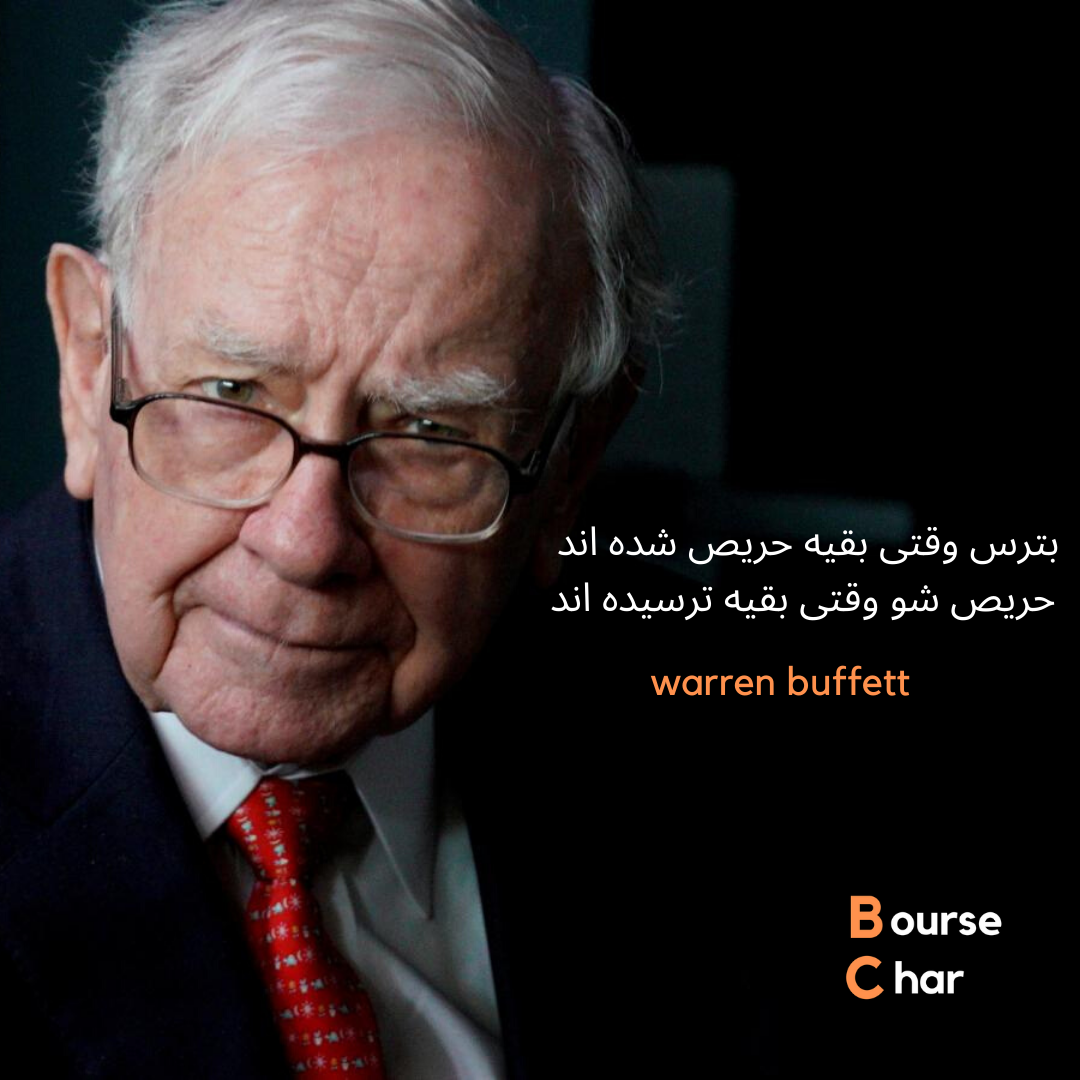 بترس وقتی بقیه حریص شده اند
حریص شو وقتی بقیه ترسیده اند
warren buffett
Bourse
Char